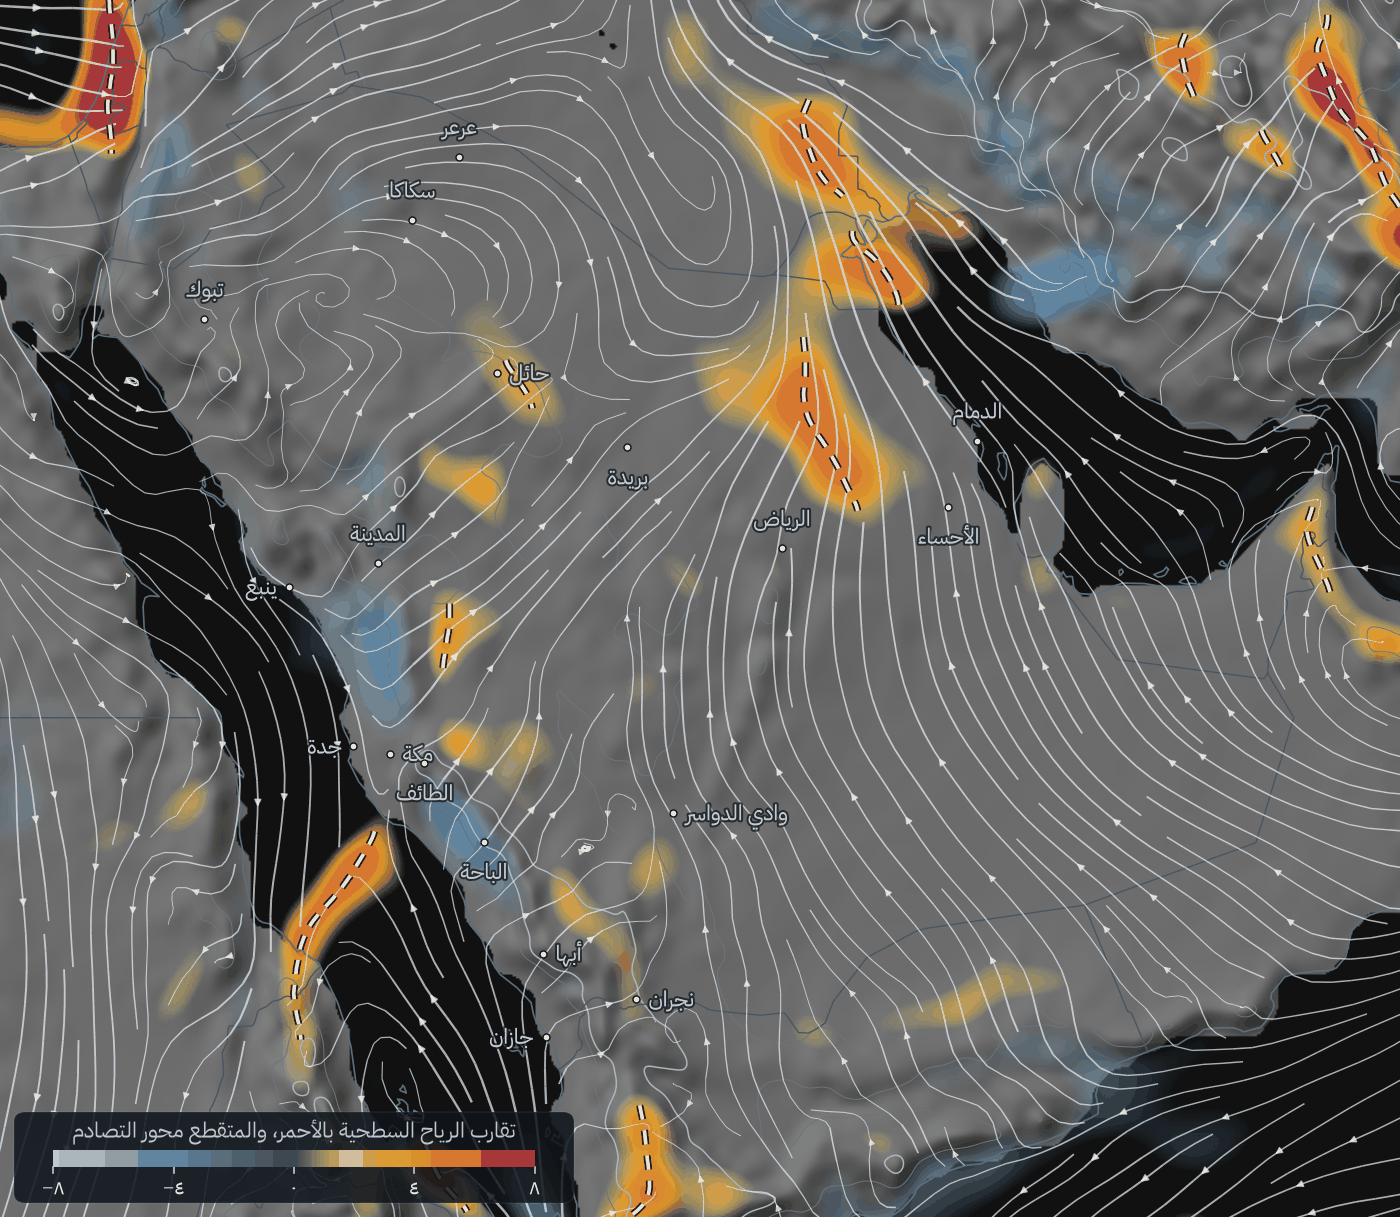 عرعر
سكاكا
تبوك
حائل
الدمام
بريدة
الرياض
المدينة
الأحساء
ينبع
جدة
مكة
الطائف
وادي الدواسر
الباحة
أبها
نجران
جازان
تقارب الرياح السطحية بالأحمر، والمتقطع محور التصادم
−٨ −٤ ٠ ٤ ٨